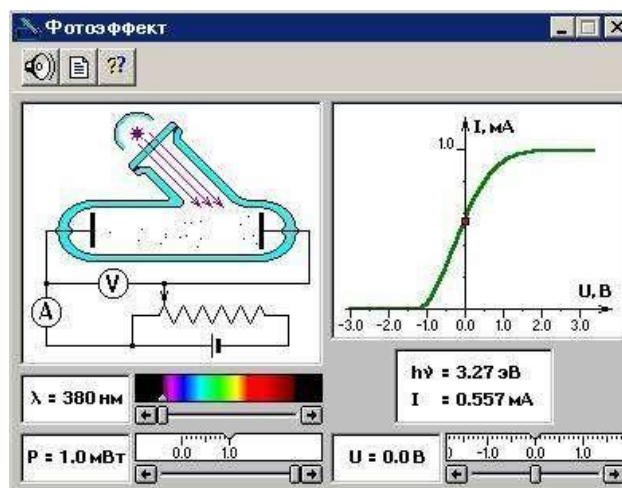 Фотоэффект
??
V
A
I, мА
1.0
U, В
-3.0 -2.0 -1.0 0.0 1.0 2.0 3.0
hν = 3.27 эВ
I = 0.557 мА
λ = 380 нм
P = 1.0 мВт
0.0 1.0
U = 0.0 В
-1.0 0.0 1.0